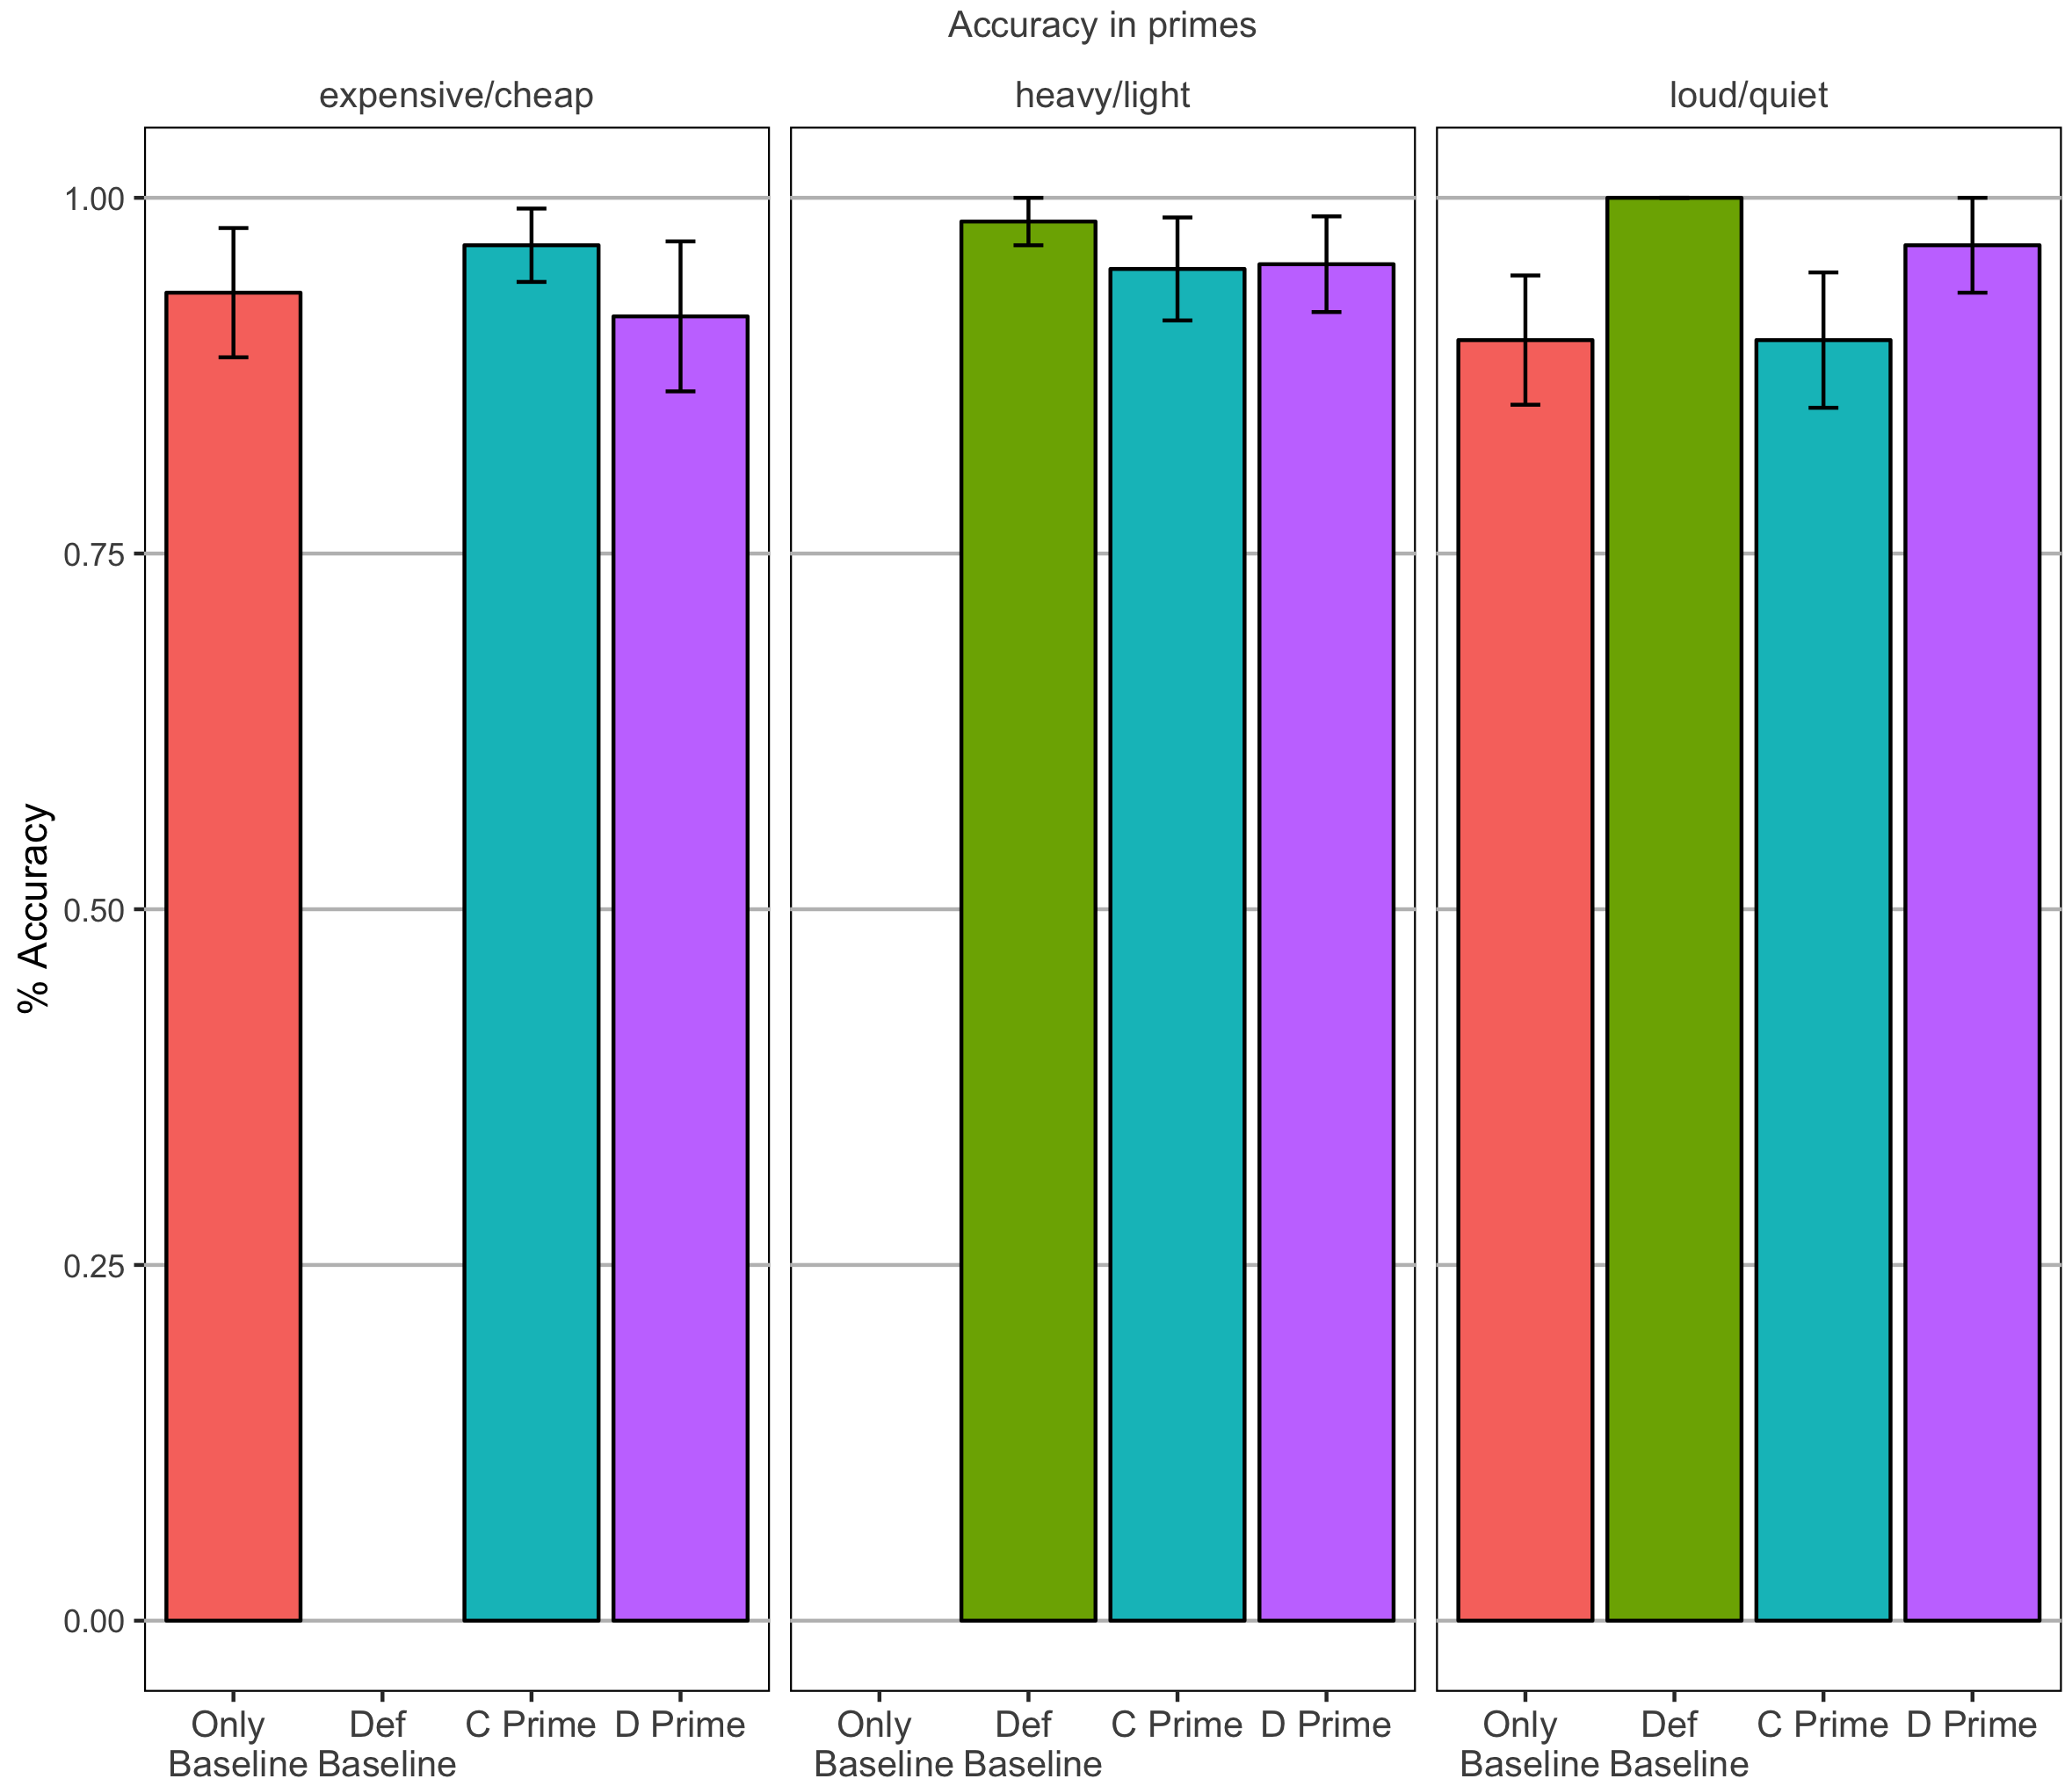 Accuracy in primes
expensive/cheap
heavy/light
loud/quiet
% Accuracy
1.00
0.75
0.50
0.25
0.00
Only
Baseline
Def
Baseline
C Prime
D Prime
Only
Baseline
Def
Baseline
C Prime
D Prime
Only
Baseline
Def
Baseline
C Prime
D Prime